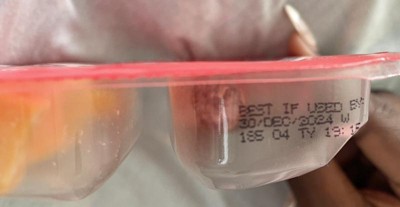 BEST IF USED BY
30/DEC/2024 W
185 04 TY 19:15